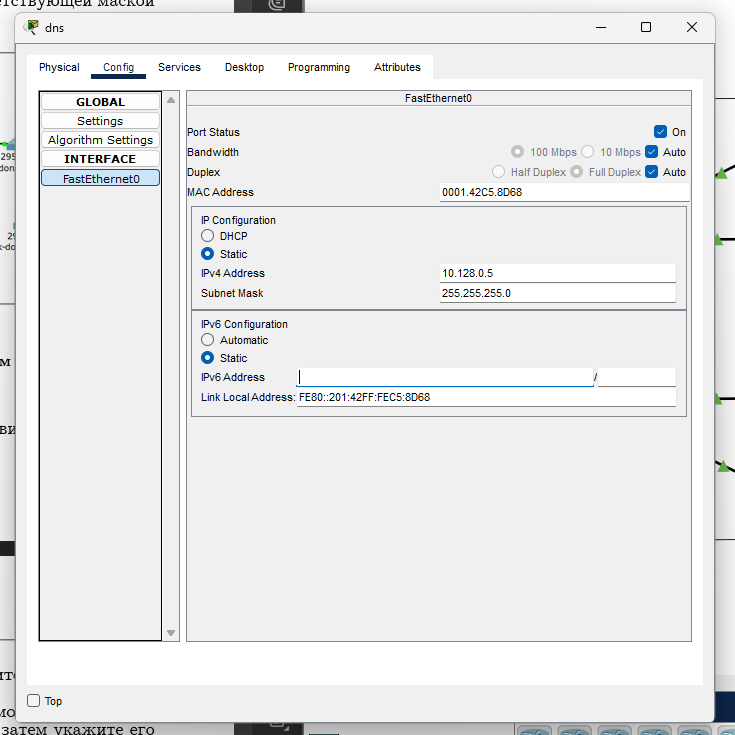 етствующей маской
dns
Physical Config Services Desktop Programming Attributes
GLOBAL
Settings
Algorithm Settings
INTERFACE
FastEthernet0
FastEthernet0
Port Status On
Bandwidth 100 Mbps 10 Mbps Auto
Duplex Half Duplex Full Duplex Auto
MAC Address 0001.42C5.8D68
IP Configuration
DHCP
Static
IPv4 Address 10.128.0.5
Subnet Mask 255.255.255.0
IPv6 Configuration
Automatic
Static
IPv6 Address /
Link Local Address: FE80::201:42FF:FEC5:8D68
Top
затем укажите его